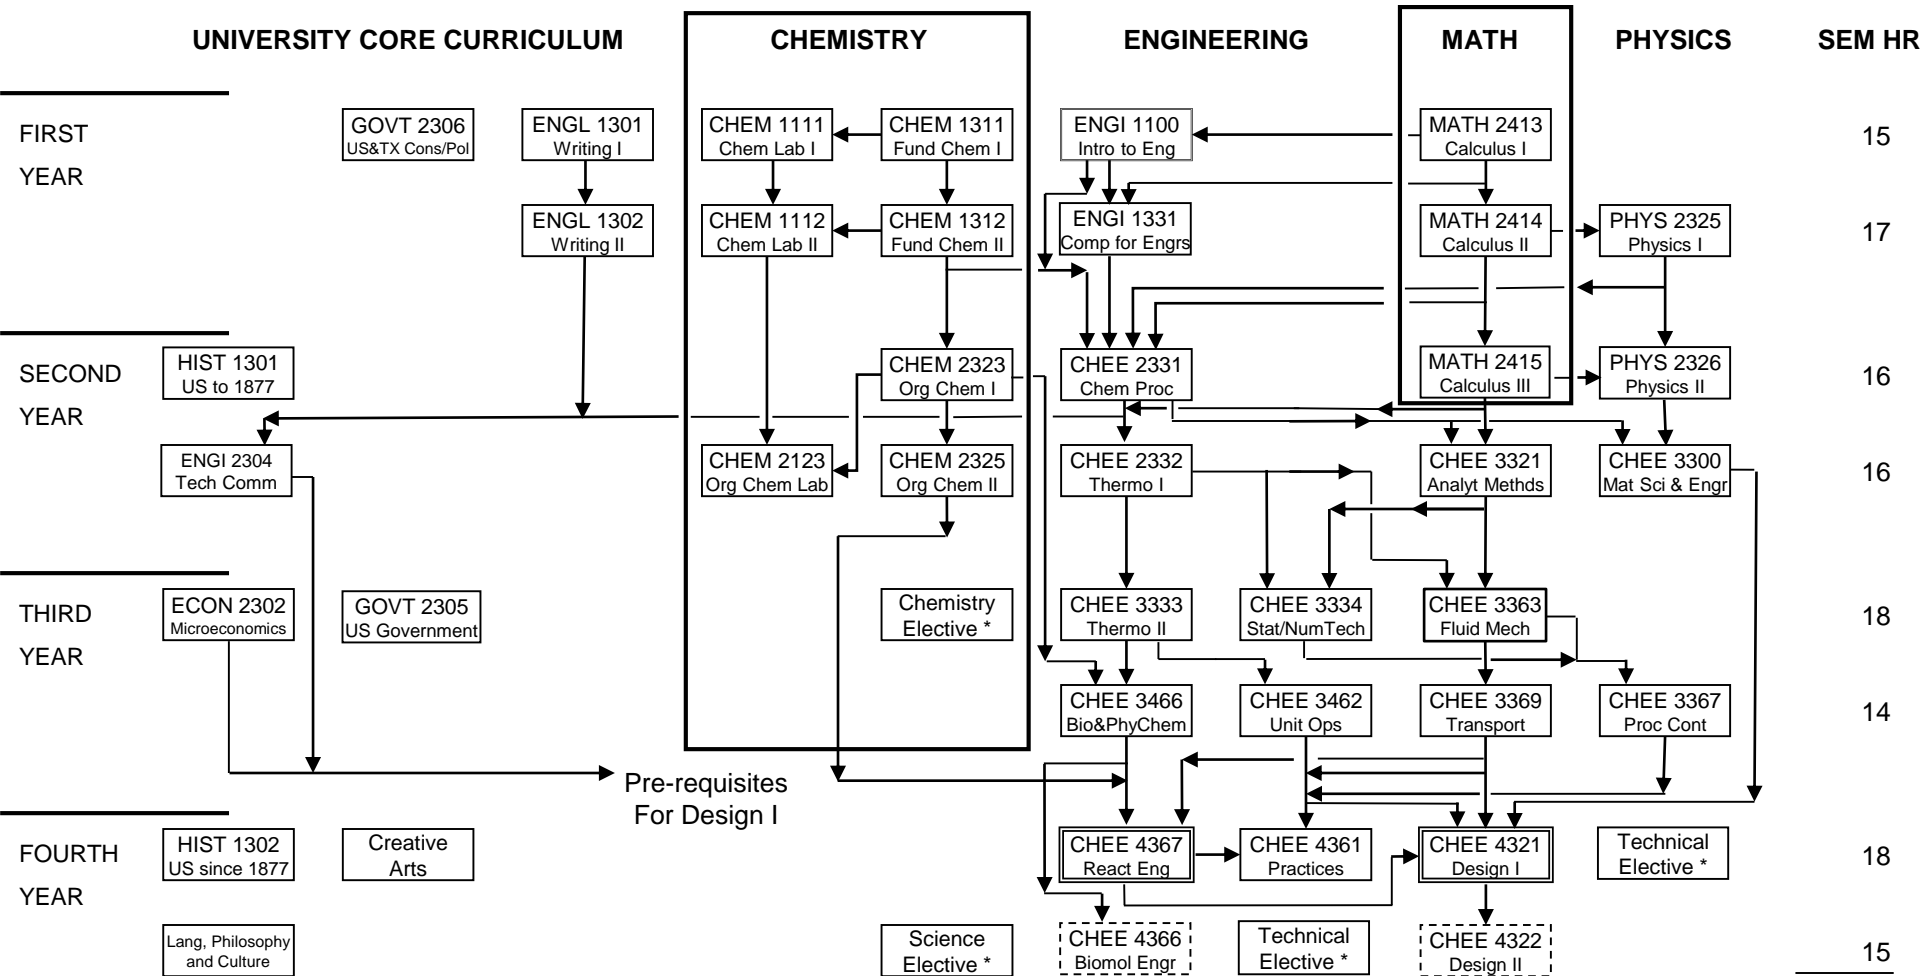 UNIVERSITY CORE CURRICULUM
CHEMISTRY
ENGINEERING
MATH
PHYSICS
SEM HR
FIRST
YEAR
GOVT 2306
US&TX Cons/Pol
ENGL 1301
Writing I
CHEM 1111
Chem Lab I
CHEM 1311
Fund Chem I
ENGI 1100
Intro to Eng
MATH 2413
Calculus I
15
ENGL 1302
Writing II
CHEM 1112
Chem Lab II
CHEM 1312
Fund Chem II
ENGI 1331
Comp for Engrs
MATH 2414
Calculus II
PHYS 2325
Physics I
17
SECOND
YEAR
HIST 1301
US to 1877
CHEM 2323
Org Chem I
CHEE 2331
Chem Proc
MATH 2415
Calculus III
PHYS 2326
Physics II
16
ENGI 2304
Tech Comm
CHEM 2123
Org Chem Lab
CHEM 2325
Org Chem II
CHEE 2332
Thermo I
CHEE 3321
Analyt Methds
CHEE 3300
Mat Sci & Engr
16
THIRD
YEAR
ECON 2302
Microeconomics
GOVT 2305
US Government
Chemistry
Elective *
CHEE 3333
Thermo II
CHEE 3334
Stat/NumTech
CHEE 3363
Fluid Mech
18
CHEE 3466
Bio&PhyChem
CHEE 3462
Unit Ops
CHEE 3369
Transport
CHEE 3367
Proc Cont
14
Pre-requisites
For Design I
FOURTH
YEAR
HIST 1302
US since 1877
Creative
Arts
CHEE 4367
React Eng
CHEE 4361
Practices
CHEE 4321
Design I
Technical
Elective *
18
Lang, Philosophy
and Culture
Science
Elective *
CHEE 4366
Biomol Engr
Technical
Elective *
CHEE 4322
Design II
15